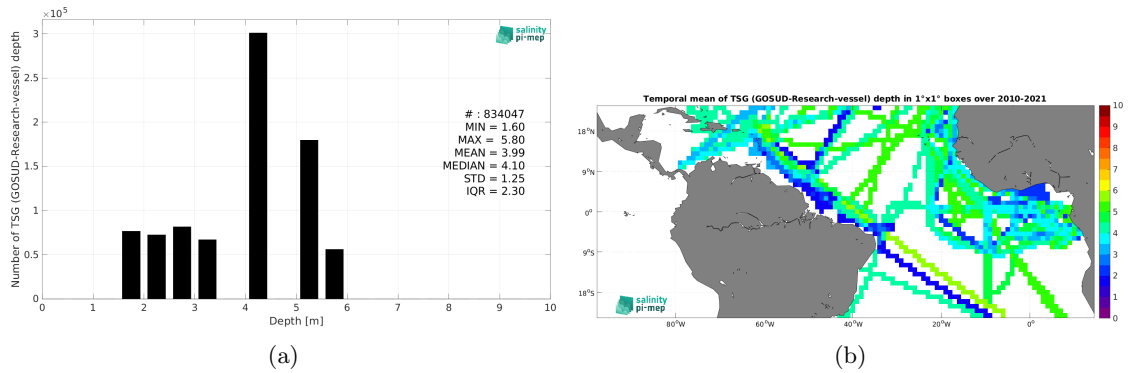 ×10⁵
3
2.5
2
1.5
1
0.5
0
Number of TSG (GOSUD-Research-vessel) depth
0 1 2 3 4 5 6 7 8 9 10
Depth [m]
salinity
pi-mep
# : 834047
MIN = 1.60
MAX = 5.80
MEAN = 3.99
MEDIAN = 4.10
STD = 1.25
IQR = 2.30
(a)
Temporal mean of TSG (GOSUD-Research-vessel) depth in 1°x1° boxes over 2010-2021
18°N
9°N
0°
9°S
18°S
80°W 60°W 40°W 20°W 0°
salinity
pi-mep
10
9
8
7
6
5
4
3
2
1
0
(b)